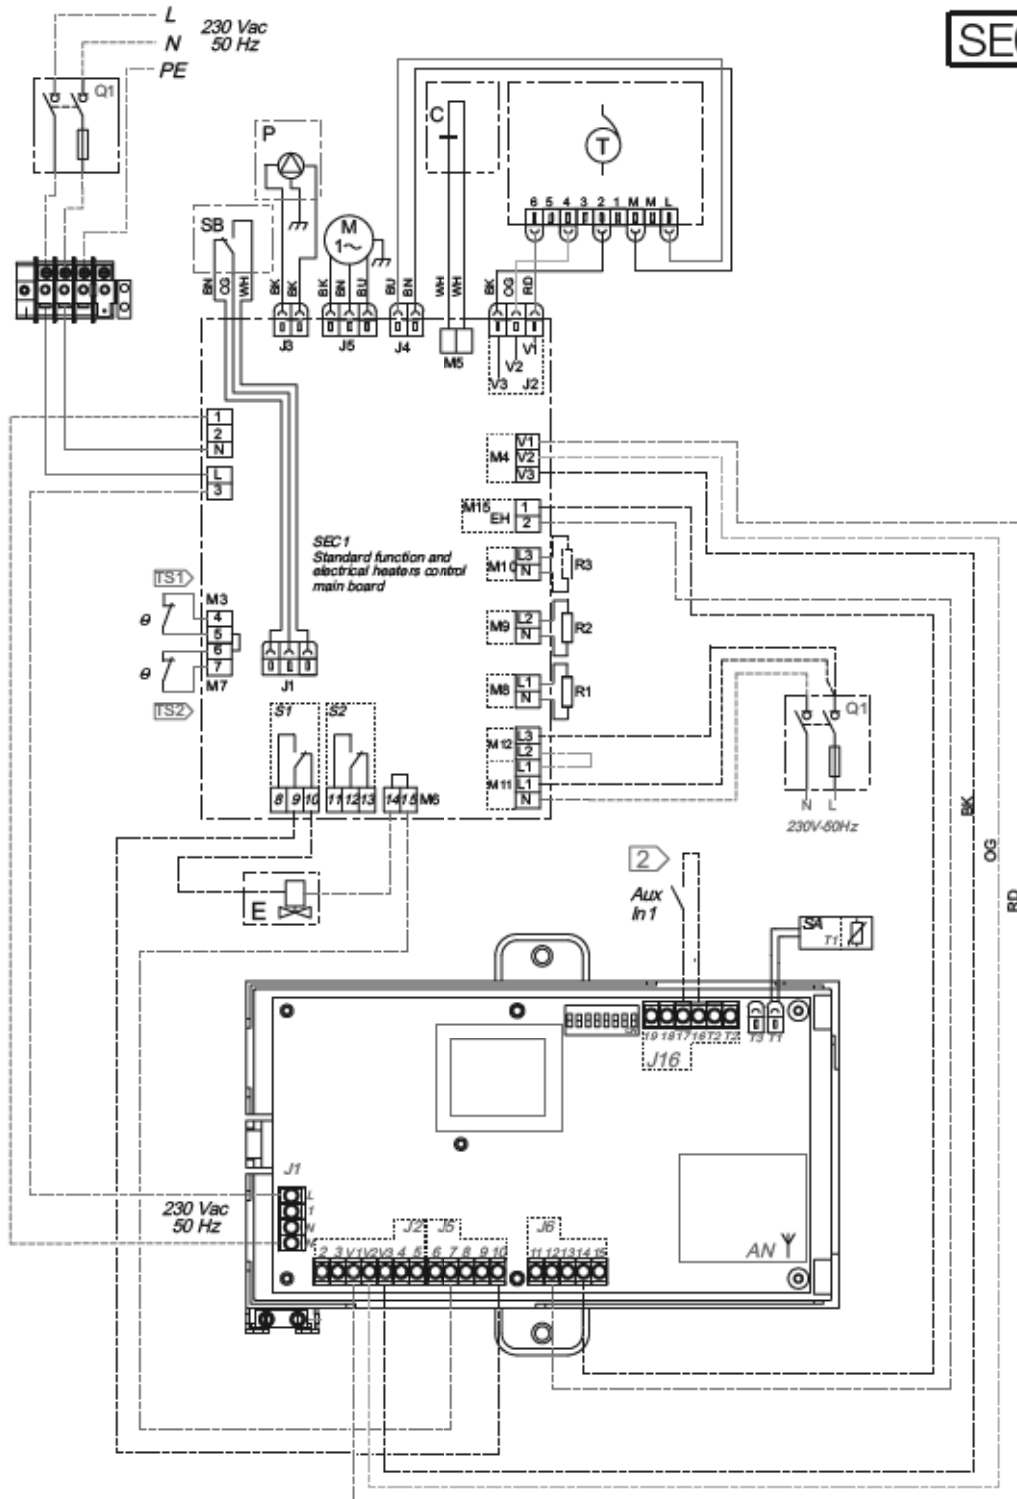 L
N
PE
230 Vac
50 Hz
SE
Q1
P
SB
M
1~
C
T
6 5 4 3 2 1 M M L
BN OG WH BK BK BK BN BU BU BN WH WH BK OG RD
J3 J5 J4 M5
V1
V2
V3 J2
1
2
N
L
3
M4 V1
V2
V3
M15 1
EH 2
SEC1
Standard function and
electrical heaters control
main board
M10 L3
N R3
M9 L2
N R2
M8 L1
N R1
M12 L3
L2
L1
M11 L1
N
TS1
θ
M3
4
5
6
7
M7
θ
TS2
J1
S1 S2
8 9 10 11 12 13 14 15 M6
Q1
N L
230V-50Hz
BK
OG
RD
E
2
Aux
In1
SA
T1
19 18 17 16 T2 T2 T3 T1
J16
J1
L
1
N
N
230 Vac
50 Hz
J2 J5 J6
2 3 V1 V2 V3 4 5 6 7 8 9 10 11 12 13 14 15
AN